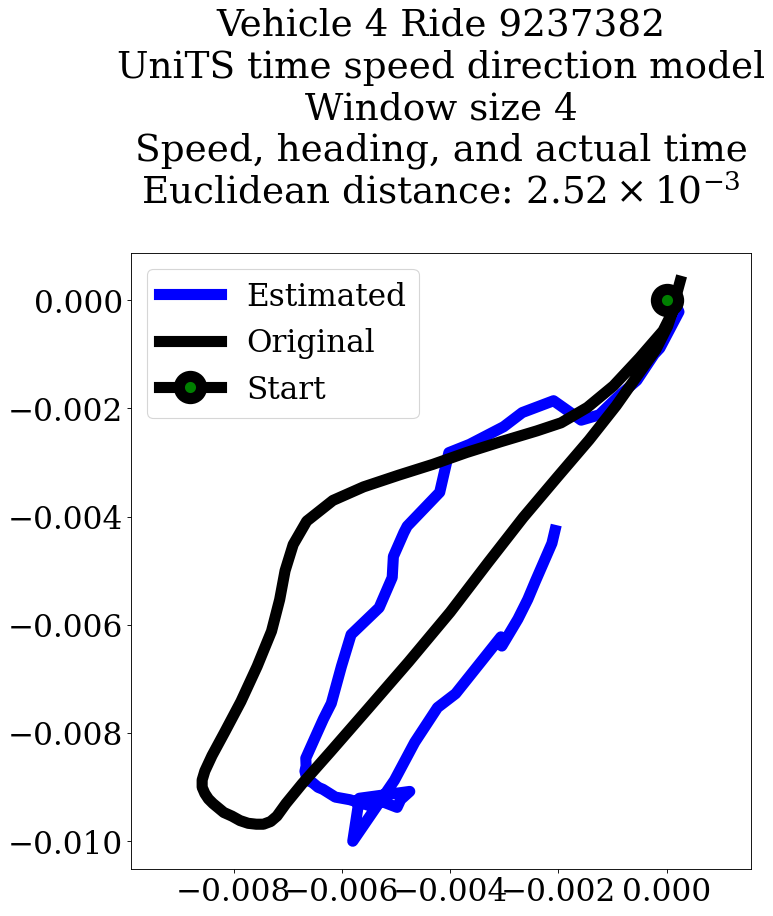 Vehicle 4 Ride 9237382
UniTS time speed direction model
Window size 4
Speed, heading, and actual time
Euclidean distance: 2.52 × 10⁻³
Estimated
Original
Start
0.000
−0.002
−0.004
−0.006
−0.008
−0.010
−0.008 −0.006 −0.004 −0.002 0.000